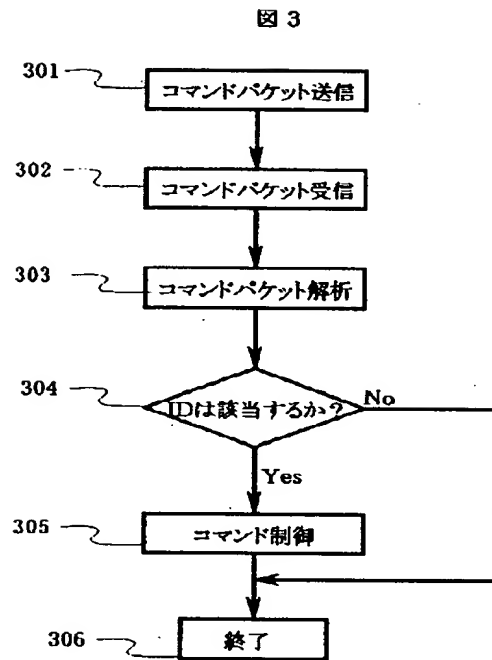 図 3
301
コマンドパケット送信
302
コマンドパケット受信
303
コマンドパケット解析
304
IDは該当するか?
No
Yes
305
コマンド制御
306
終了